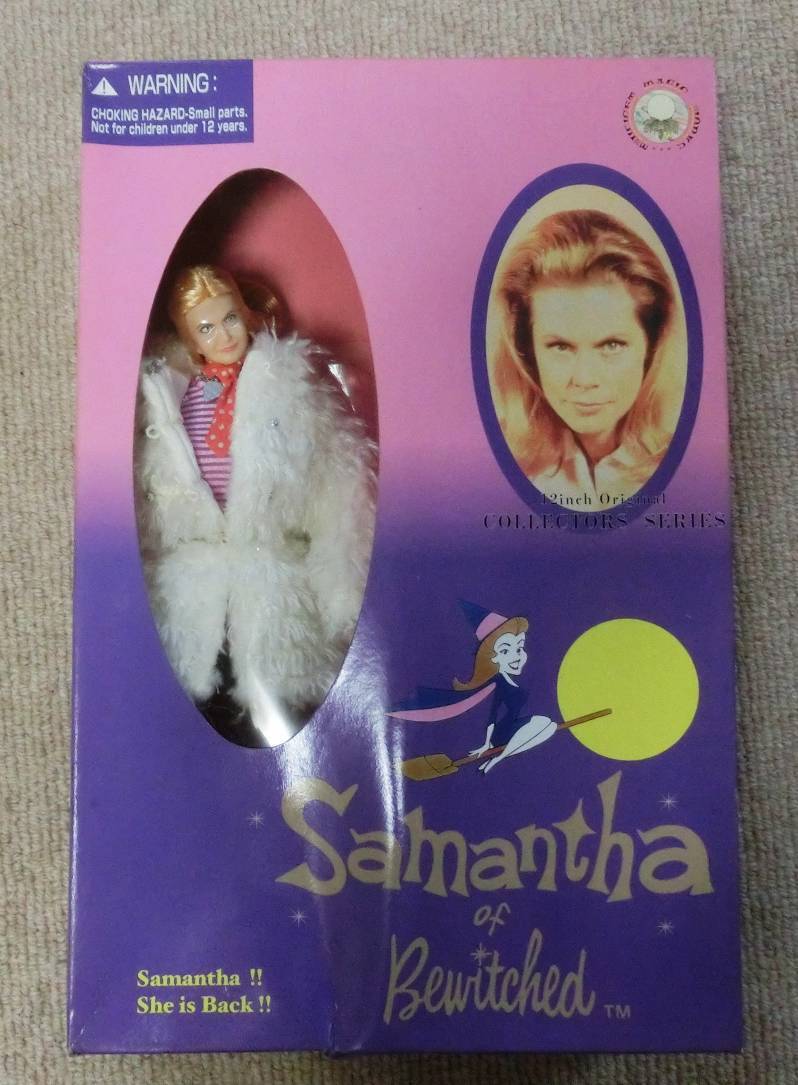 WARNING:
CHOKING HAZARD-Small parts.
Not for children under 12 years.
12inch Original
COLLECTORS SERIES
Samantha
of
Bewitched TM
Samantha !!
She is Back !!